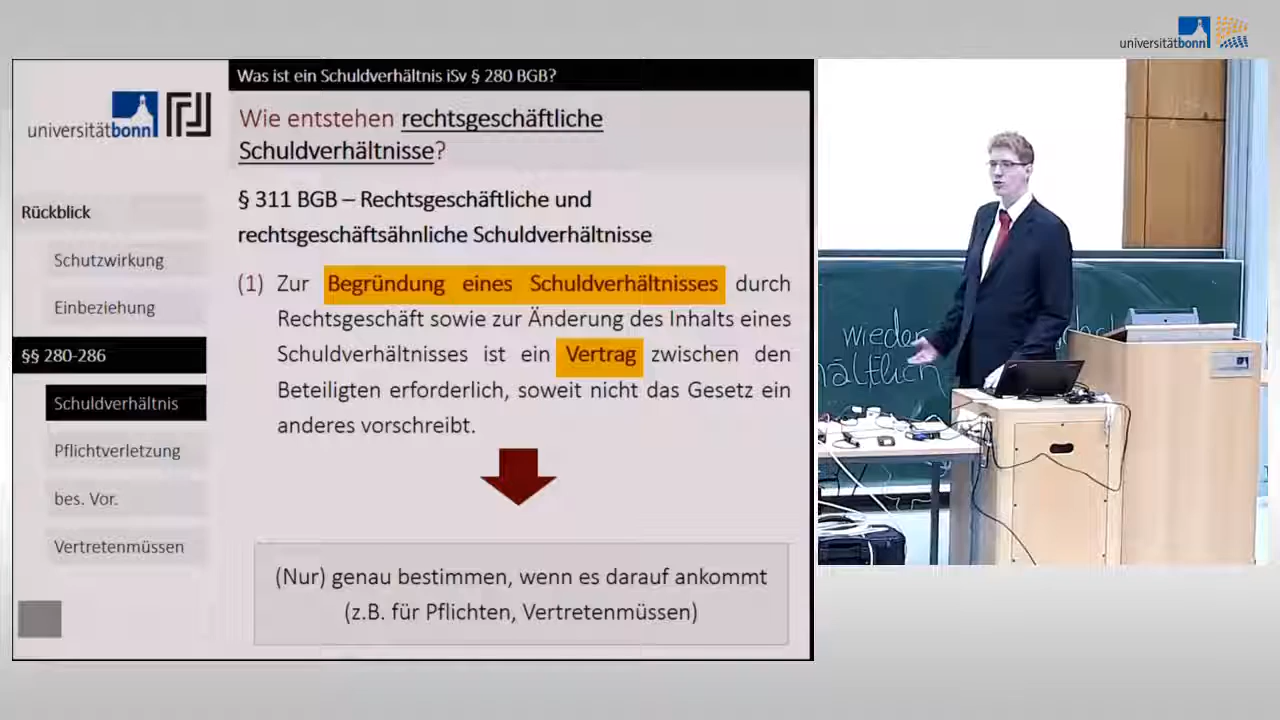 universitätbonn
universitätbonn
Rückblick
Schutzwirkung
Einbeziehung
§§ 280-286
Schuldverhältnis
Pflichtverletzung
bes. Vor.
Vertretenmüssen
Was ist ein Schuldverhältnis iSv § 280 BGB?
Wie entstehen rechtsgeschäftliche
Schuldverhältnisse?
§ 311 BGB – Rechtsgeschäftliche und
rechtsgeschäftsähnliche Schuldverhältnisse
(1) Zur Begründung eines Schuldverhältnisses durch
Rechtsgeschäft sowie zur Änderung des Inhalts eines
Schuldverhältnisses ist ein Vertrag zwischen den
Beteiligten erforderlich, soweit nicht das Gesetz ein
anderes vorschreibt.
(Nur) genau bestimmen, wenn es darauf ankommt
(z.B. für Pflichten, Vertretenmüssen)
wieder
hältlich